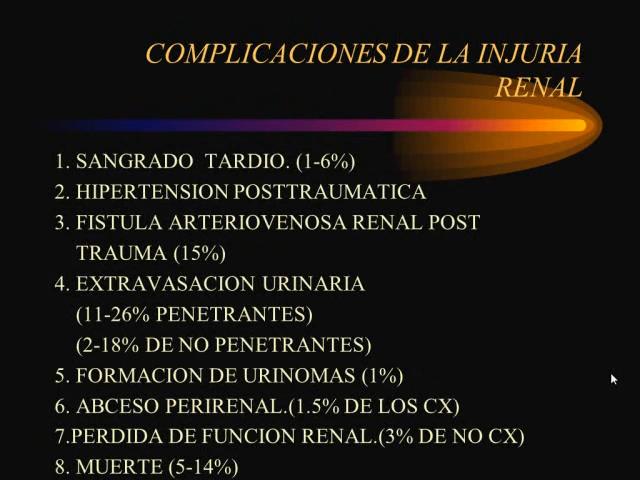 COMPLICACIONES DE LA INJURIA
RENAL
1. SANGRADO TARDIO. (1-6%)
2. HIPERTENSION POSTTRAUMATICA
3. FISTULA ARTERIOVENOSA RENAL POST
TRAUMA (15%)
4. EXTRAVASACION URINARIA
(11-26% PENETRANTES)
(2-18% DE NO PENETRANTES)
5. FORMACION DE URINOMAS (1%)
6. ABCESO PERIRENAL.(1.5% DE LOS CX)
7.PERDIDA DE FUNCION RENAL.(3% DE NO CX)
8. MUERTE (5-14%)